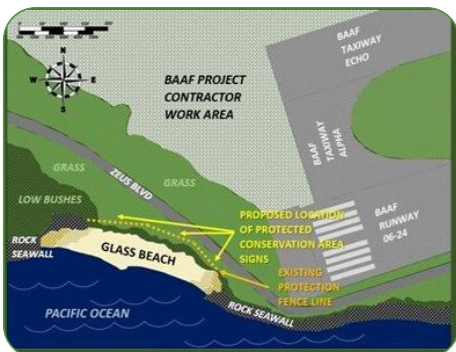 N
W
E
S
BAAF PROJECT
CONTRACTOR
WORK AREA
BAAF
TAXIWAY
ECHO
BAAF
TAXIWAY
ALPHA
BAAF
RUNWAY
06-24
GRASS
ZEUS BLVD
GRASS
LOW BUSHES
PROPOSED LOCATION
OF PROTECTED
CONSERVATION AREA
SIGNS
ROCK
SEAWALL
GLASS BEACH
EXISTING
PROTECTION
FENCE LINE
ROCK SEAWALL
PACIFIC OCEAN